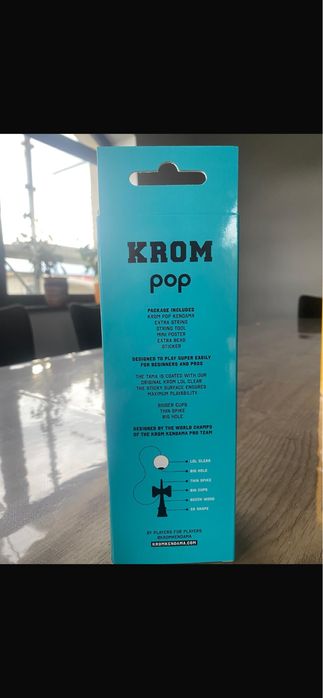 KROM
pop
PACKAGE INCLUDES
KROM POP KENDAMA
EXTRA STRING
STRING TOOL
MINI POSTER
EXTRA BEAD
STICKER
DESIGNED TO PLAY SUPER EASILY
FOR BEGINNERS AND PROS
THE TAMA IS COATED WITH OUR
ORIGINAL KROM LOL CLEAR
THE STICKY SURFACE ENSURES
MAXIMUM PLAYABILITY
BIGGER CUPS
THIN SPIKE
BIG HOLE
DESIGNED BY THE WORLD CHAMPS
OF THE KROM KENDAMA PRO TEAM
LOL CLEAR
BIG HOLE
THIN SPIKE
BIG CUPS
BEECH WOOD
SHAPE
BY PLAYERS FOR PLAYERS
@KROMKENDAMA
KROMKENDAMA.COM